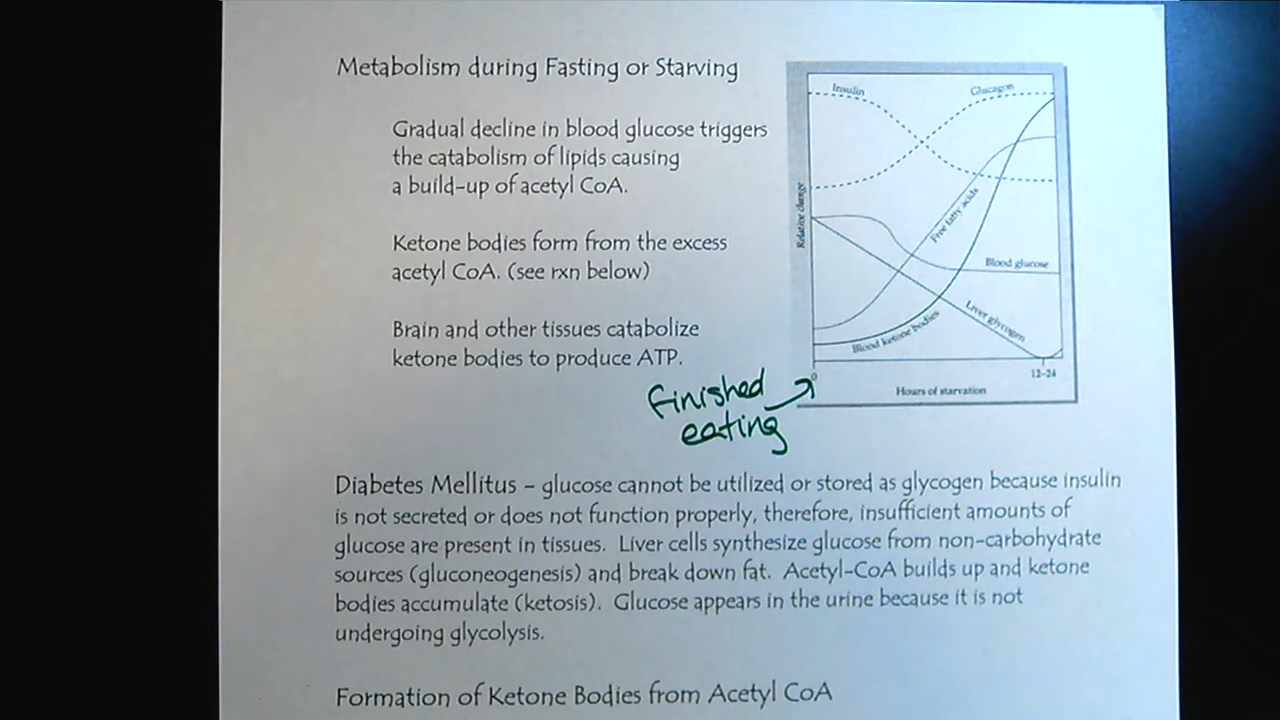 Metabolism during Fasting or Starving
Gradual decline in blood glucose triggers
the catabolism of lipids causing
a build-up of acetyl CoA.
Ketone bodies form from the excess
acetyl CoA. (see rxn below)
Brain and other tissues catabolize
ketone bodies to produce ATP.
Insulin
Glucagon
Relative change
Free fatty acids
Blood glucose
Liver glycogen
Blood ketone bodies
0
12-24
Hours of starvation
finished
eating
Diabetes Mellitus – glucose cannot be utilized or stored as glycogen because insulin
is not secreted or does not function properly, therefore, insufficient amounts of
glucose are present in tissues. Liver cells synthesize glucose from non-carbohydrate
sources (gluconeogenesis) and break down fat. Acetyl-CoA builds up and ketone
bodies accumulate (ketosis). Glucose appears in the urine because it is not
undergoing glycolysis.
Formation of Ketone Bodies from Acetyl CoA